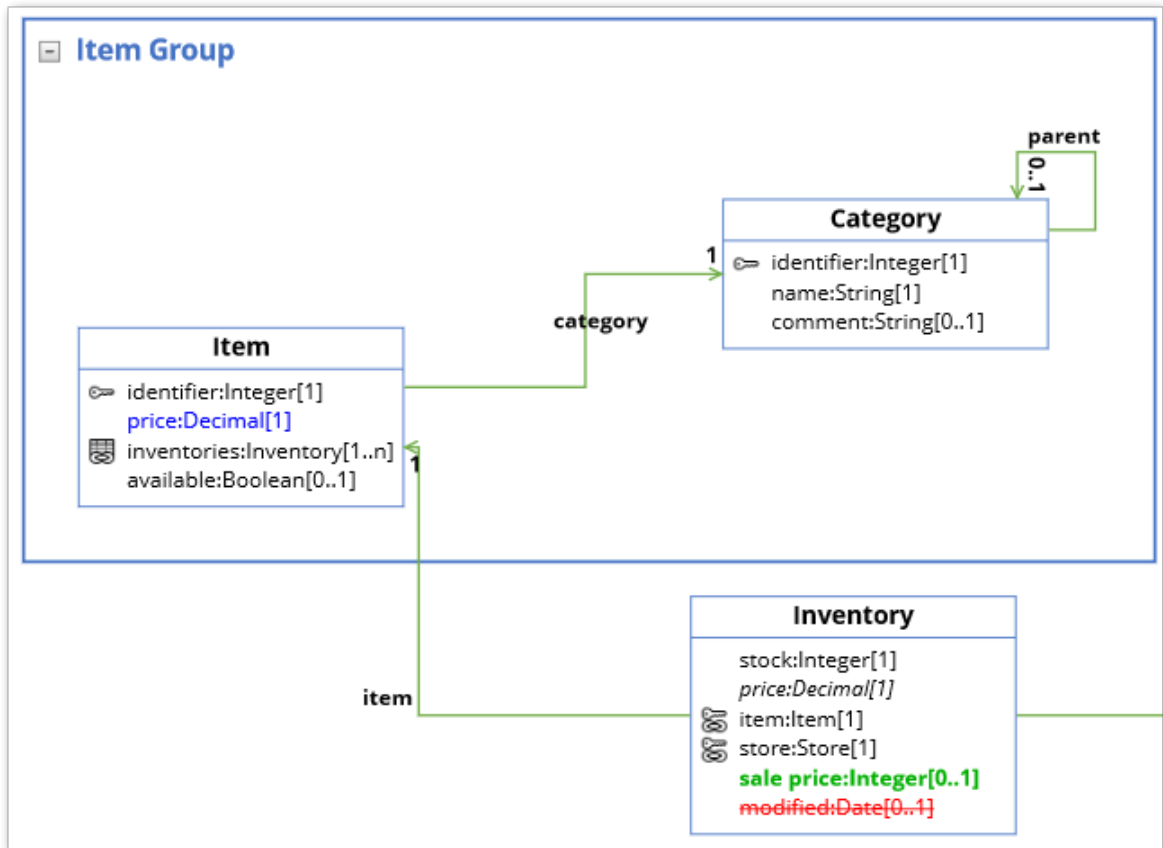 Item Group
parent
0..1
Category
1
identifier:Integer[1]
name:String[1]
comment:String[0..1]
category
Item
identifier:Integer[1]
price:Decimal[1]
inventories:Inventory[1..n]
available:Boolean[0..1]
1
Inventory
stock:Integer[1]
price:Decimal[1]
item
item:Item[1]
store:Store[1]
sale price:Integer[0..1]
modified:Date[0..1]